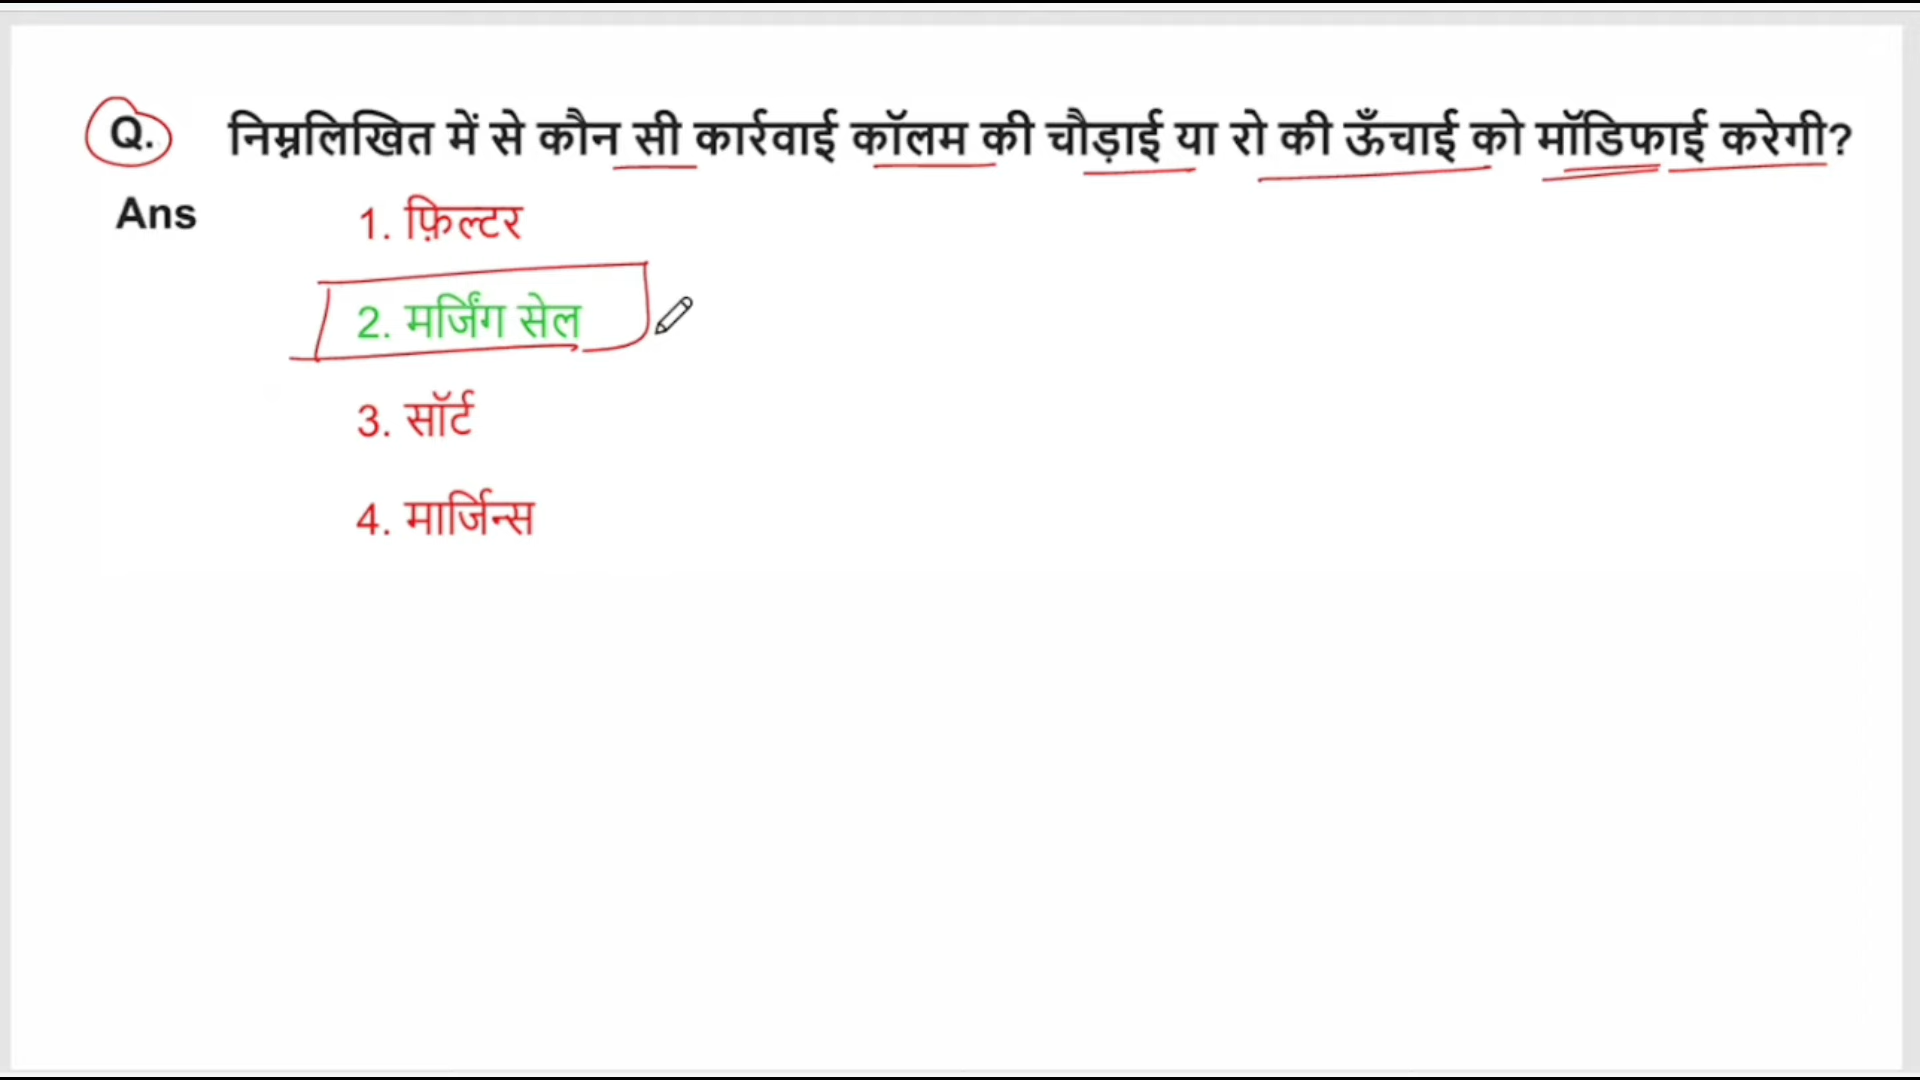 Q. निम्नलिखित में से कौन सी कार्रवाई कॉलम की चौड़ाई या रो की ऊँचाई को मॉडिफाई करेगी?
Ans 1. फ़िल्टर
2. मर्जिंग सेल
3. सॉर्ट
4. मार्जिन्स